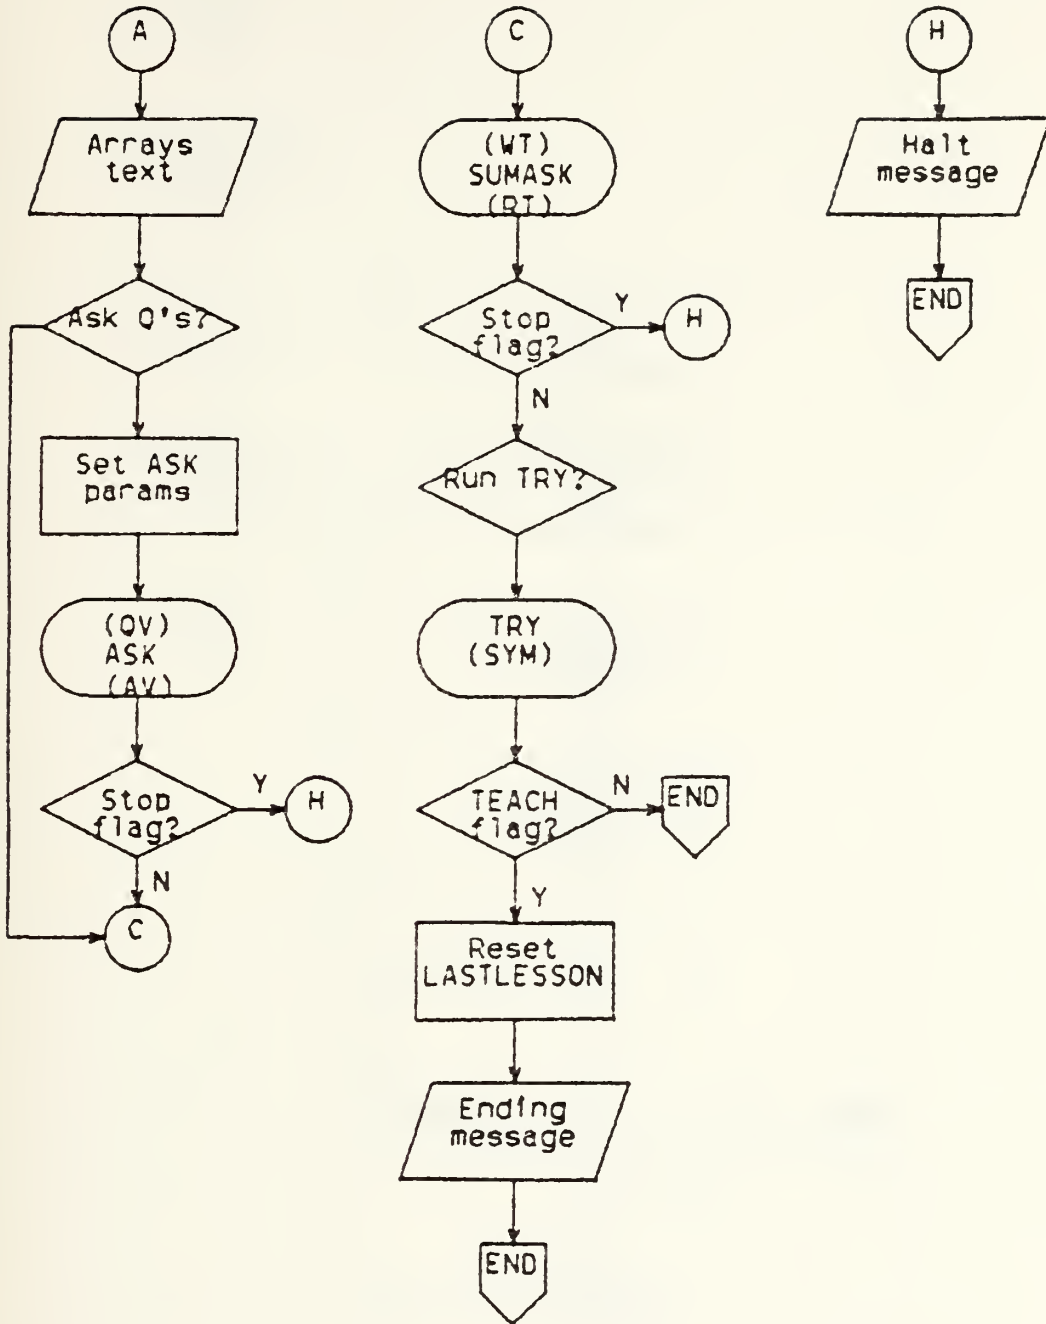 A
Arrays
text
Ask Q's?
Set ASK
params
(QV)
ASK
(AV)
Stop
flag?
Y
H
N
C
C
(WT)
SUMASK
(RT)
Stop
flag?
Y
H
N
Run TRY?
TRY
(SYM)
TEACH
flag?
N
END
Y
Reset
LASTLESSON
Ending
message
END
H
Halt
message
END